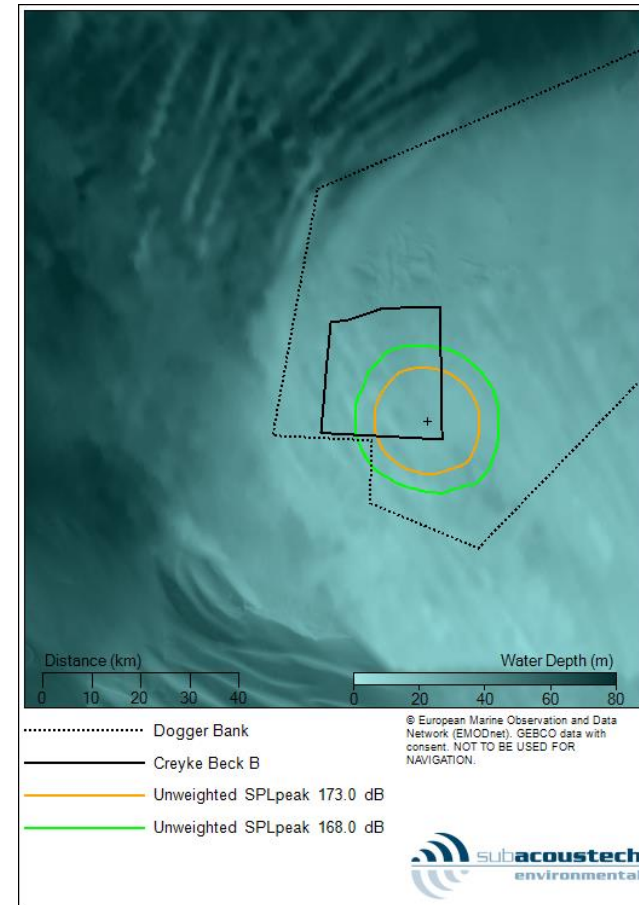 Distance (km)
0 10 20 30 40
Water Depth (m)
0 20 40 60 80
Dogger Bank
Creyke Beck B
Unweighted SPLpeak 173.0 dB
Unweighted SPLpeak 168.0 dB
© European Marine Observation and Data
Network (EMODnet). GEBCO data with
consent. NOT TO BE USED FOR
NAVIGATION.
subacoustech
environmental